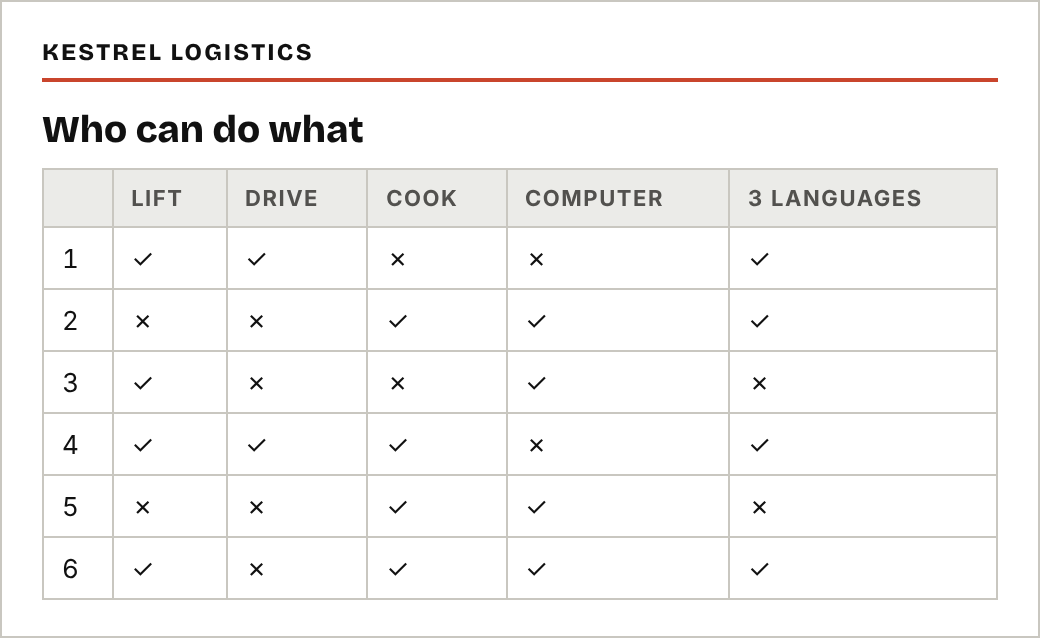 KESTREL LOGISTICS
Who can do what
LIFT DRIVE COOK COMPUTER 3 LANGUAGES
1 ✓ ✓ × × ✓
2 × × ✓ ✓ ✓
3 ✓ × × ✓ ×
4 ✓ ✓ ✓ × ✓
5 × × ✓ ✓ ×
6 ✓ × ✓ ✓ ✓